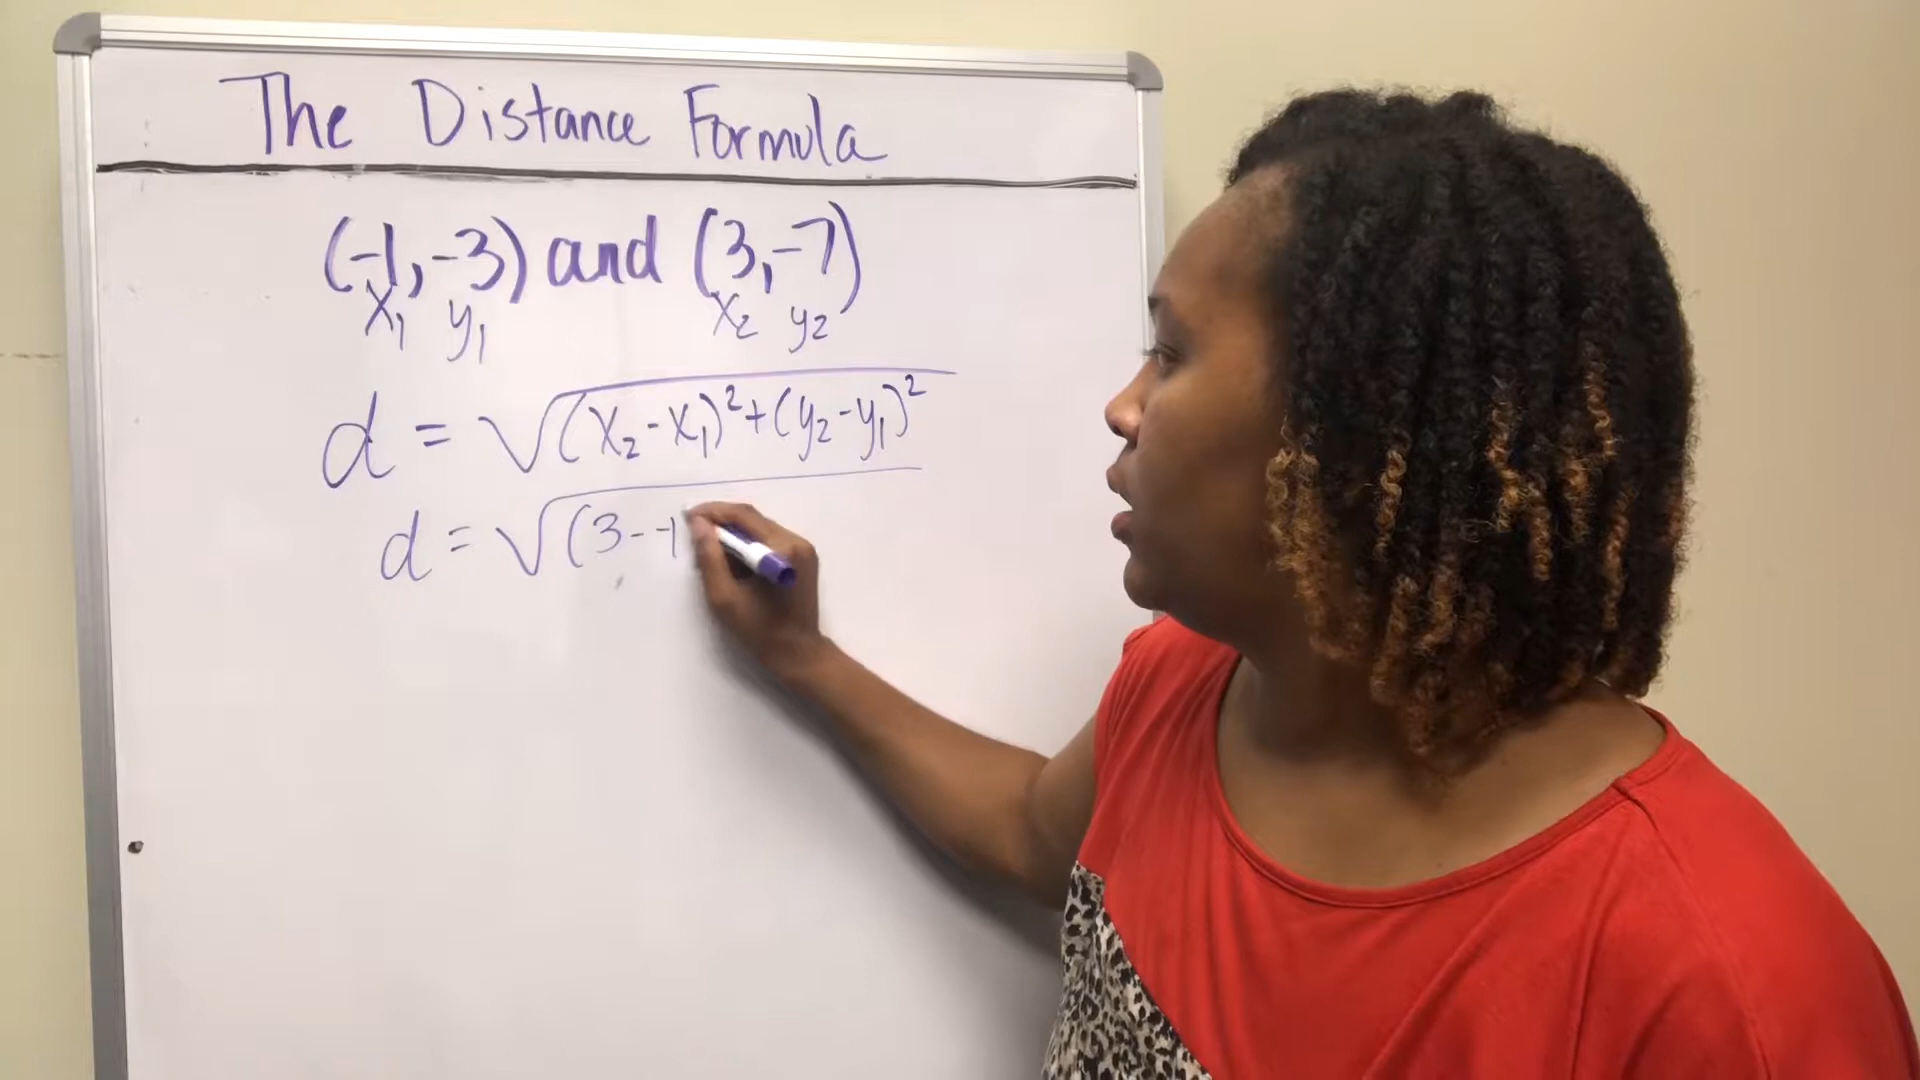 The Distance Formula
(-1,-3) and (3,-7)
x₁ y₁ x₂ y₂
d = √(x₂-x₁)²+(y₂-y₁)²
d = √(3--1